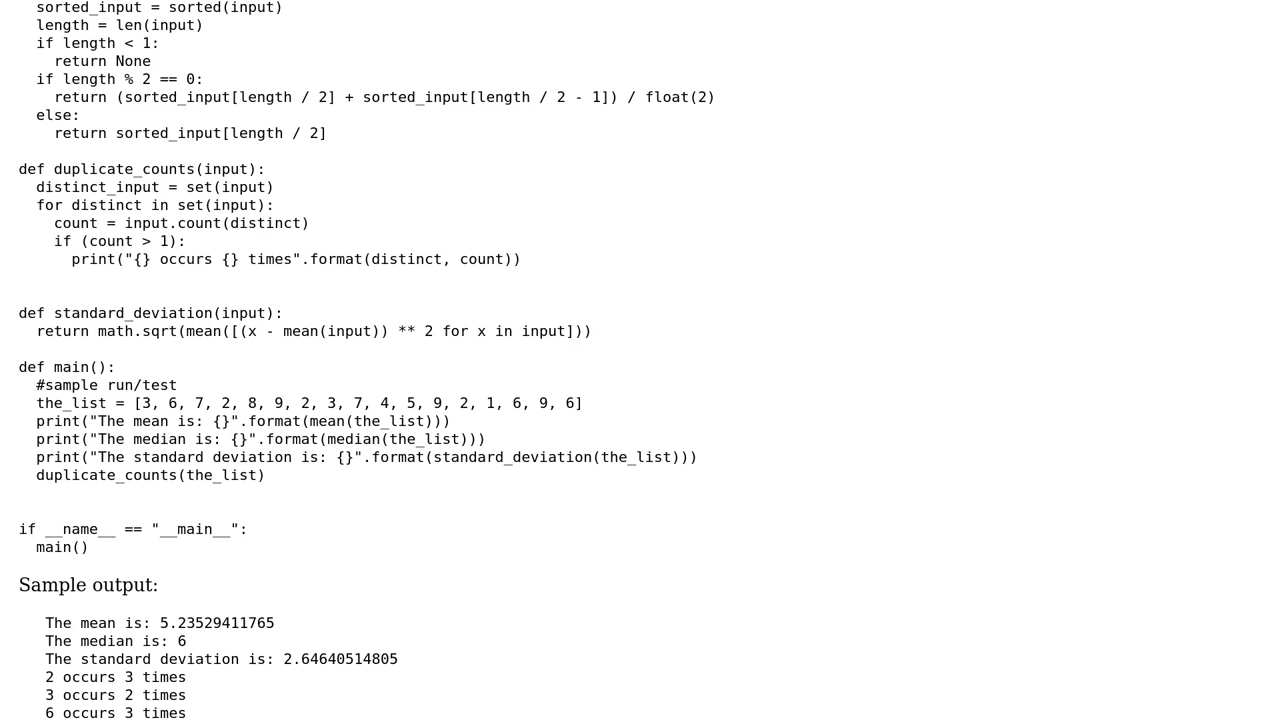 sorted_input = sorted(input)
length = len(input)
if length < 1:
return None
if length % 2 == 0:
return (sorted_input[length / 2] + sorted_input[length / 2 - 1]) / float(2)
else:
return sorted_input[length / 2]
def duplicate_counts(input):
distinct_input = set(input)
for distinct in set(input):
count = input.count(distinct)
if (count > 1):
print("{} occurs {} times".format(distinct, count))
def standard_deviation(input):
return math.sqrt(mean([(x - mean(input)) ** 2 for x in input]))
def main():
#sample run/test
the_list = [3, 6, 7, 2, 8, 9, 2, 3, 7, 4, 5, 9, 2, 1, 6, 9, 6]
print("The mean is: {}".format(mean(the_list)))
print("The median is: {}".format(median(the_list)))
print("The standard deviation is: {}".format(standard_deviation(the_list)))
duplicate_counts(the_list)
if __name__ == "__main__":
main()
Sample output:
The mean is: 5.23529411765
The median is: 6
The standard deviation is: 2.64640514805
2 occurs 3 times
3 occurs 2 times
6 occurs 3 times